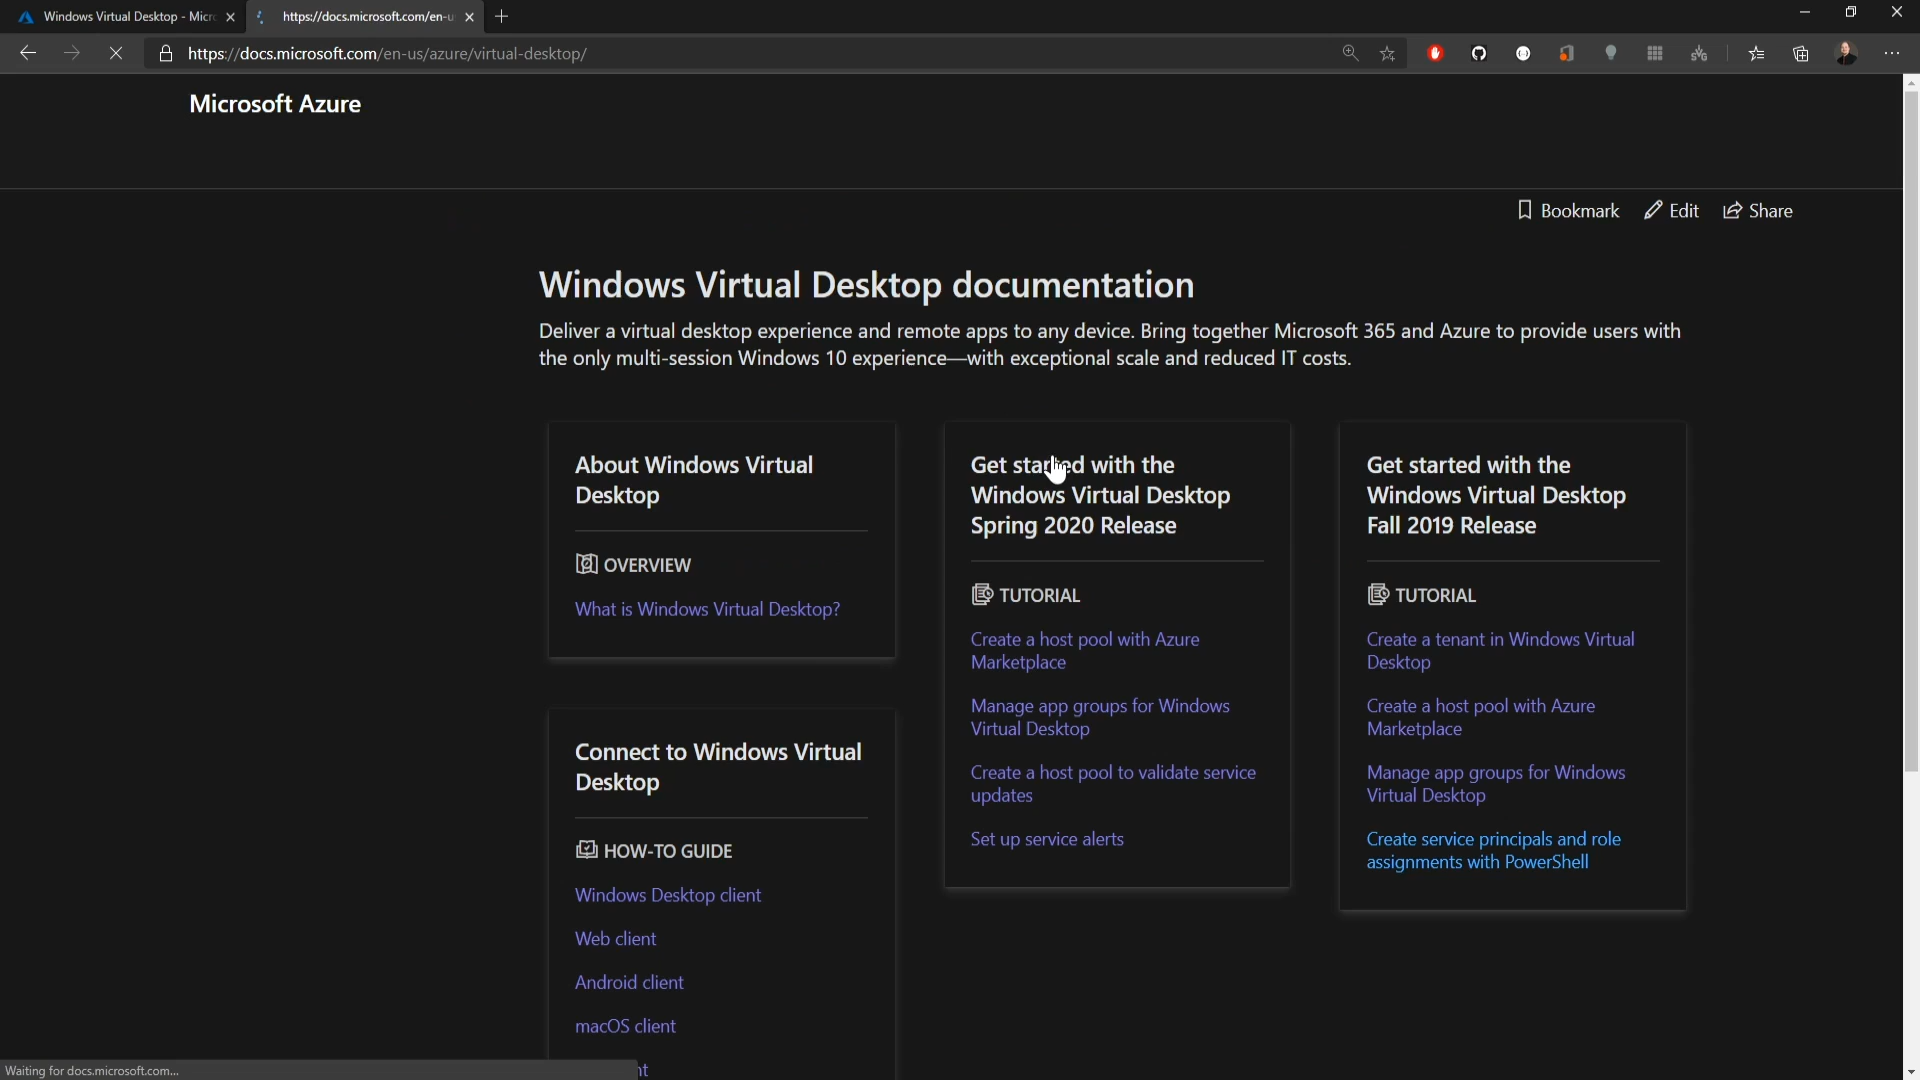 Windows Virtual Desktop - Micr
https://docs.microsoft.com/en-u
https://docs.microsoft.com/en-us/azure/virtual-desktop/
Microsoft Azure
Bookmark
Edit
Share
Windows Virtual Desktop documentation
Deliver a virtual desktop experience and remote apps to any device. Bring together Microsoft 365 and Azure to provide users with
the only multi-session Windows 10 experience—with exceptional scale and reduced IT costs.
About Windows Virtual
Desktop
OVERVIEW
What is Windows Virtual Desktop?
Connect to Windows Virtual
Desktop
HOW-TO GUIDE
Windows Desktop client
Web client
Android client
macOS client
Get started with the
Windows Virtual Desktop
Spring 2020 Release
TUTORIAL
Create a host pool with Azure
Marketplace
Manage app groups for Windows
Virtual Desktop
Create a host pool to validate service
updates
Set up service alerts
Get started with the
Windows Virtual Desktop
Fall 2019 Release
TUTORIAL
Create a tenant in Windows Virtual
Desktop
Create a host pool with Azure
Marketplace
Manage app groups for Windows
Virtual Desktop
Create service principals and role
assignments with PowerShell
Waiting for docs.microsoft.com...